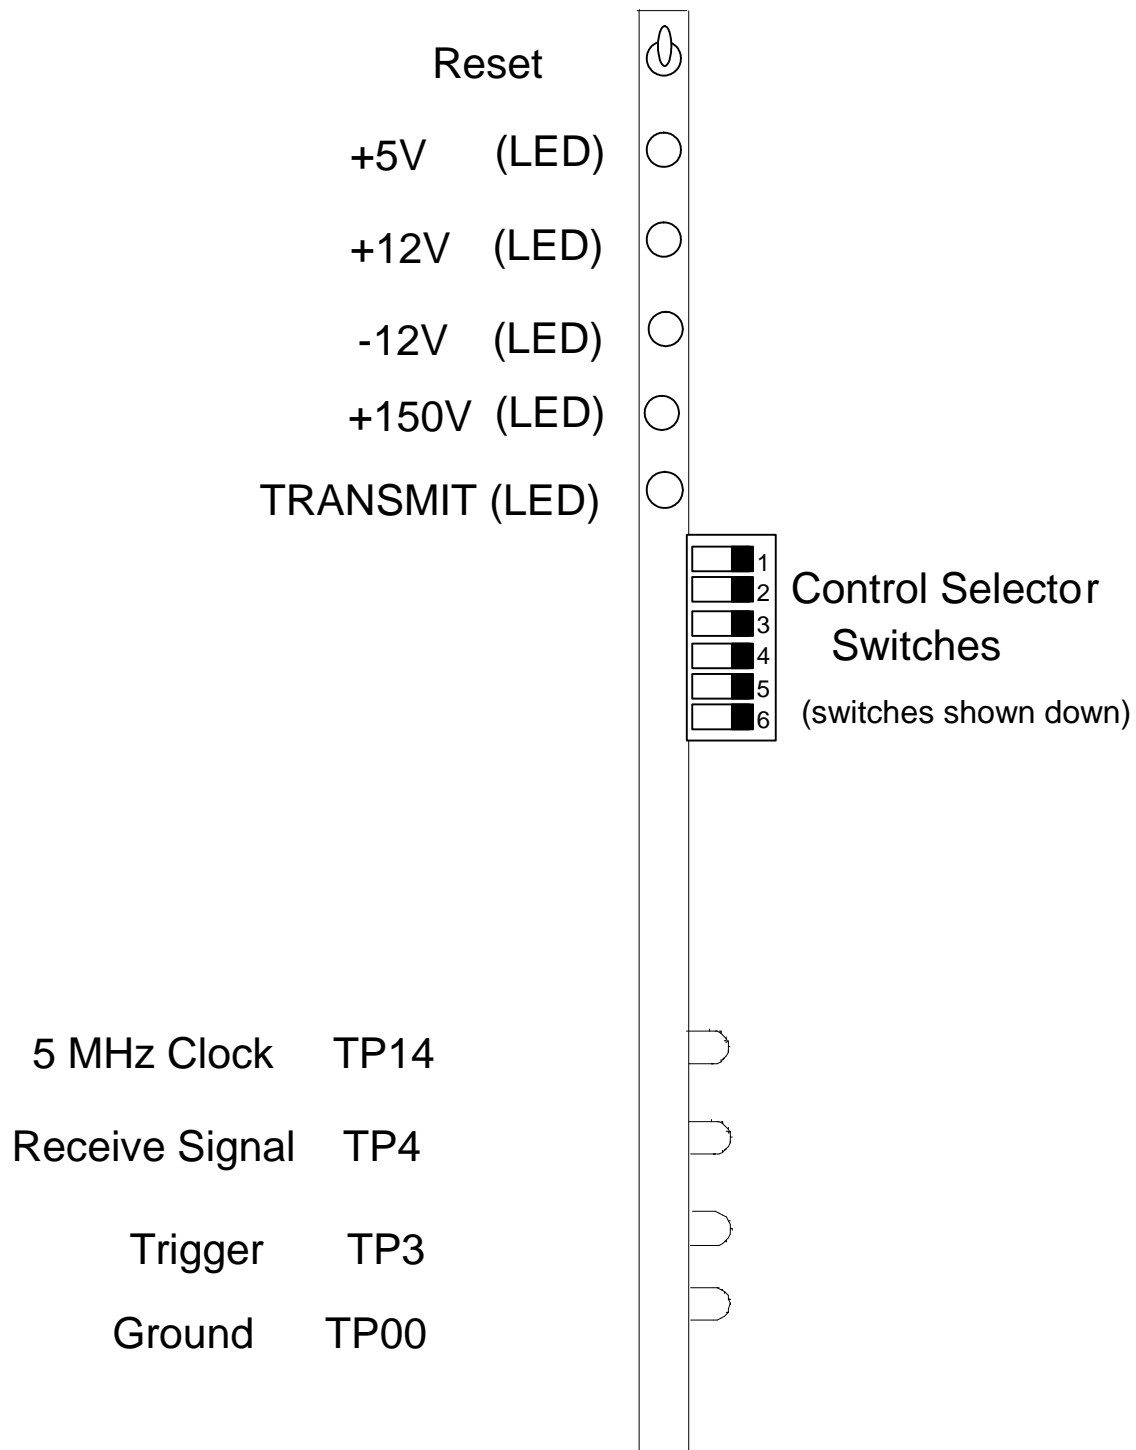 Reset
+5V (LED)
+12V (LED)
-12V (LED)
+150V (LED)
TRANSMIT (LED)
1
2
3
4
5
6
Control Selector
Switches
(switches shown down)
5 MHz Clock TP14
Receive Signal TP4
Trigger TP3
Ground TP00